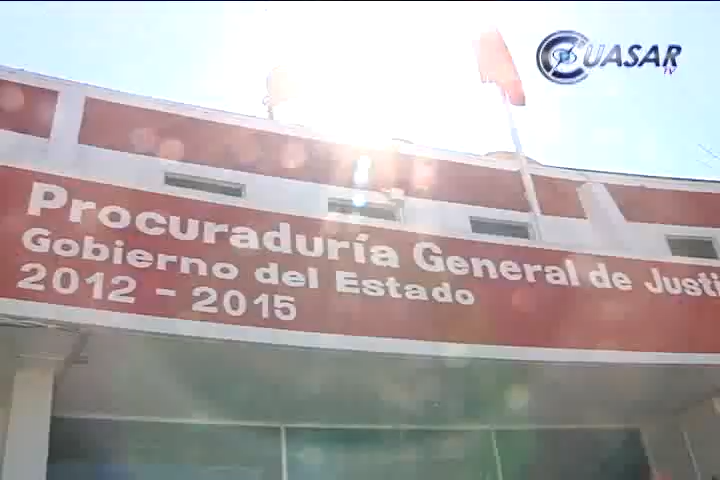 CUASAR
TV
Procuraduría General de Justi
Gobierno del Estado
2012 - 2015